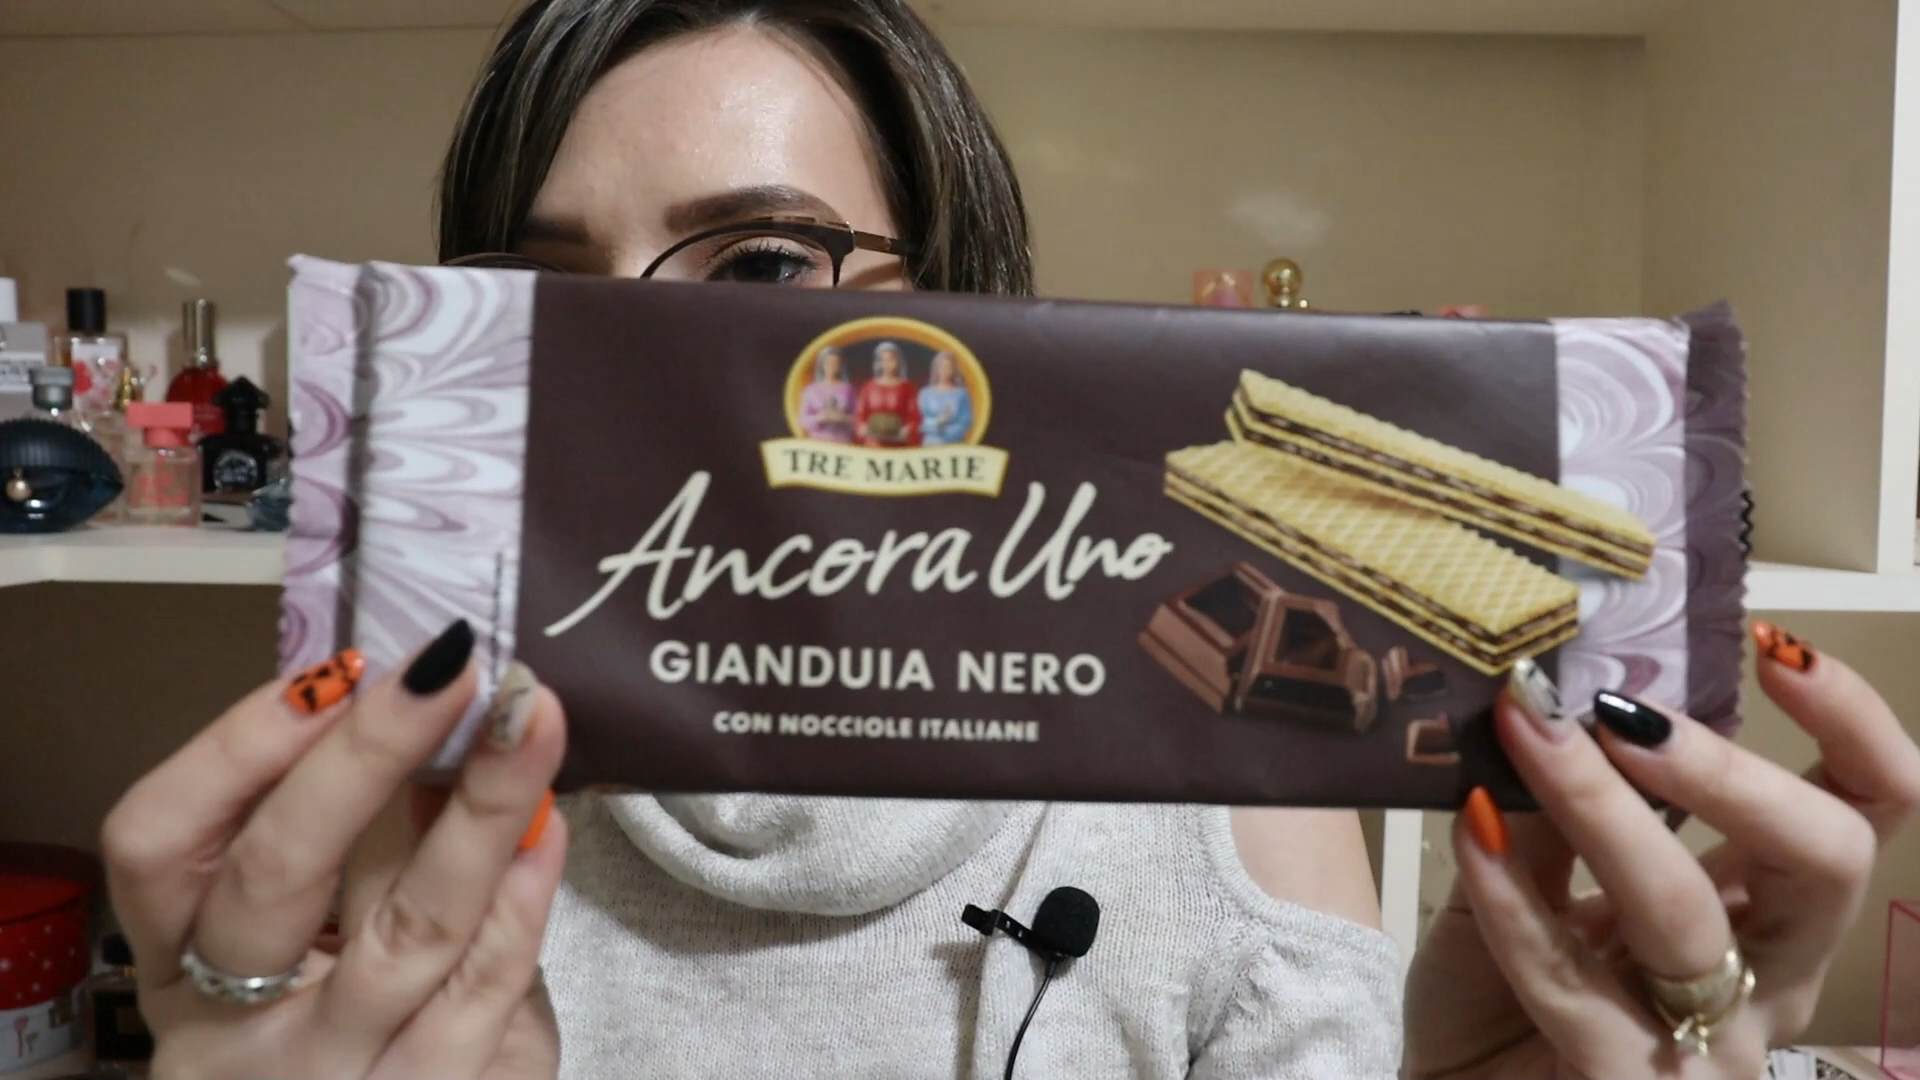 TRE MARIE
Ancora Uno
GIANDUIA NERO
CON NOCCIOLE ITALIANE